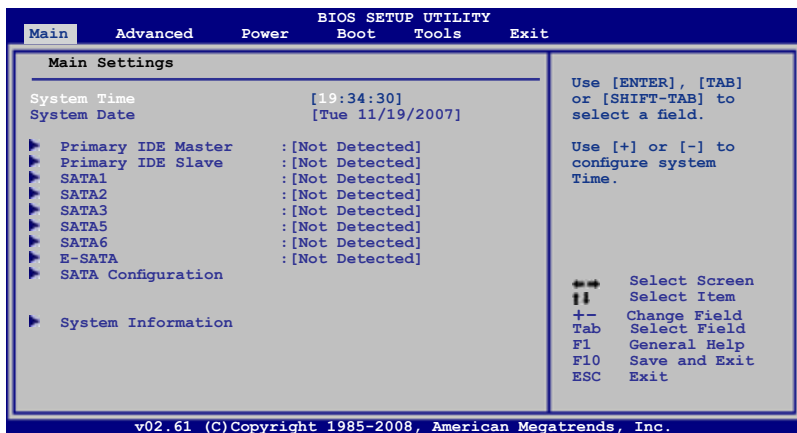 BIOS SETUP UTILITY
Main Advanced Power Boot Tools Exit
Main Settings
System Time [19:34:30]
System Date [Tue 11/19/2007]
Primary IDE Master :[Not Detected]
Primary IDE Slave :[Not Detected]
SATA1 :[Not Detected]
SATA2 :[Not Detected]
SATA3 :[Not Detected]
SATA5 :[Not Detected]
SATA6 :[Not Detected]
E-SATA :[Not Detected]
SATA Configuration
System Information
Use [ENTER], [TAB]
or [SHIFT-TAB] to
select a field.
Use [+] or [-] to
configure system
Time.
Select Screen
Select Item
+- Change Field
Tab Select Field
F1 General Help
F10 Save and Exit
ESC Exit
v02.61 (C)Copyright 1985-2008, American Megatrends, Inc.